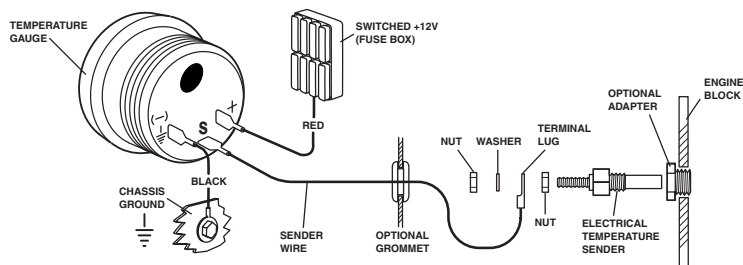 TEMPERATURE
GAUGE
SWITCHED +12V
(FUSE BOX)
ENGINE
BLOCK
OPTIONAL
ADAPTER
TERMINAL
LUG
NUT
WASHER
(-)
S
X
RED
BLACK
CHASSIS
GROUND
SENDER
WIRE
OPTIONAL
GROMMET
NUT
ELECTRICAL
TEMPERATURE
SENDER